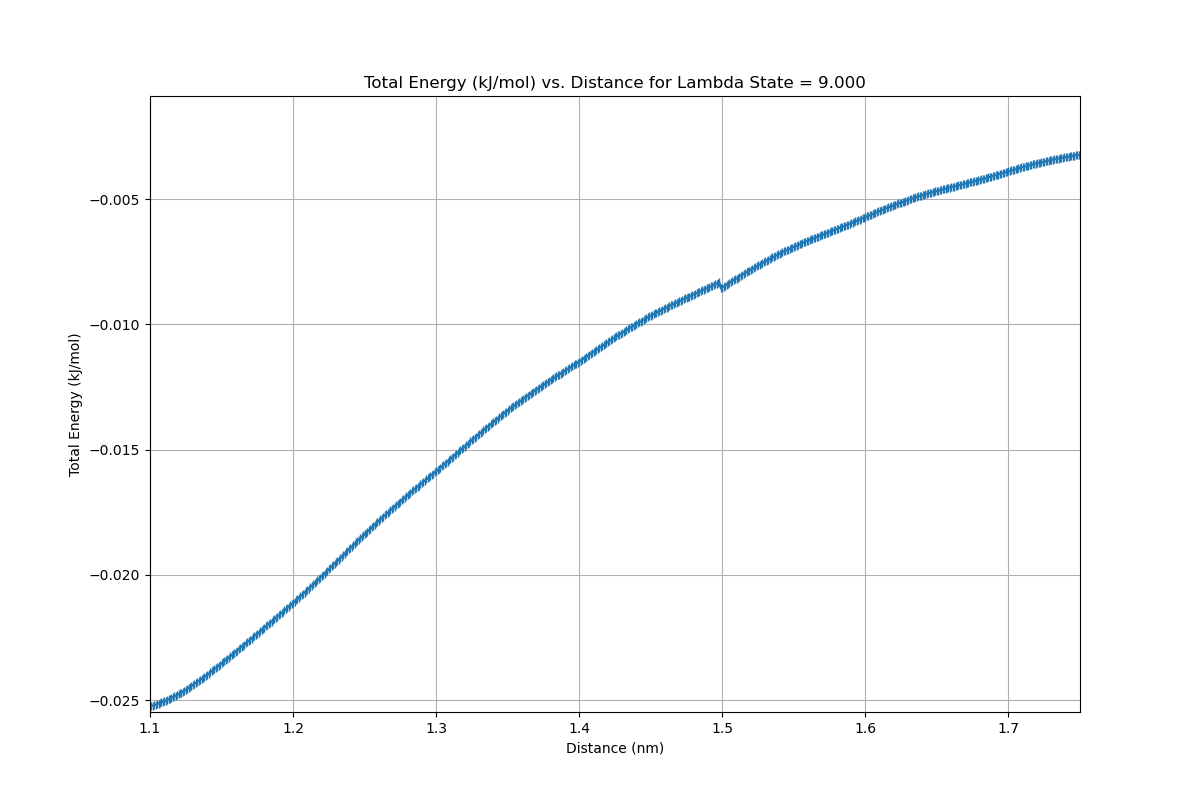 Total Energy (kJ/mol) vs. Distance for Lambda State = 9.000
Total Energy (kJ/mol)
−0.005
−0.010
−0.015
−0.020
−0.025
1.1 1.2 1.3 1.4 1.5 1.6 1.7
Distance (nm)